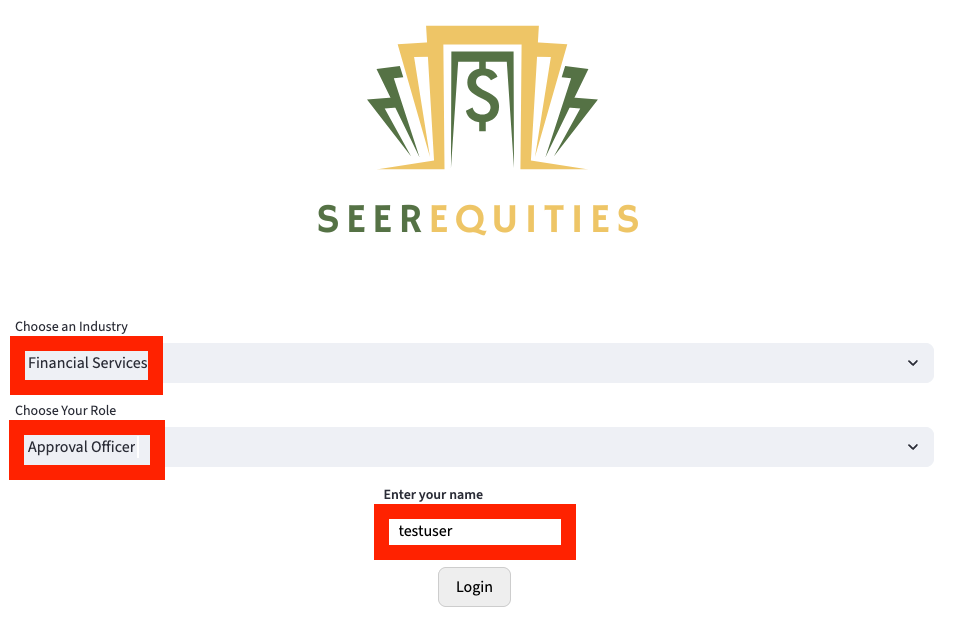 $
SEEREQUITIES
Choose an Industry
Financial Services
Choose Your Role
Approval Officer
Enter your name
testuser
Login